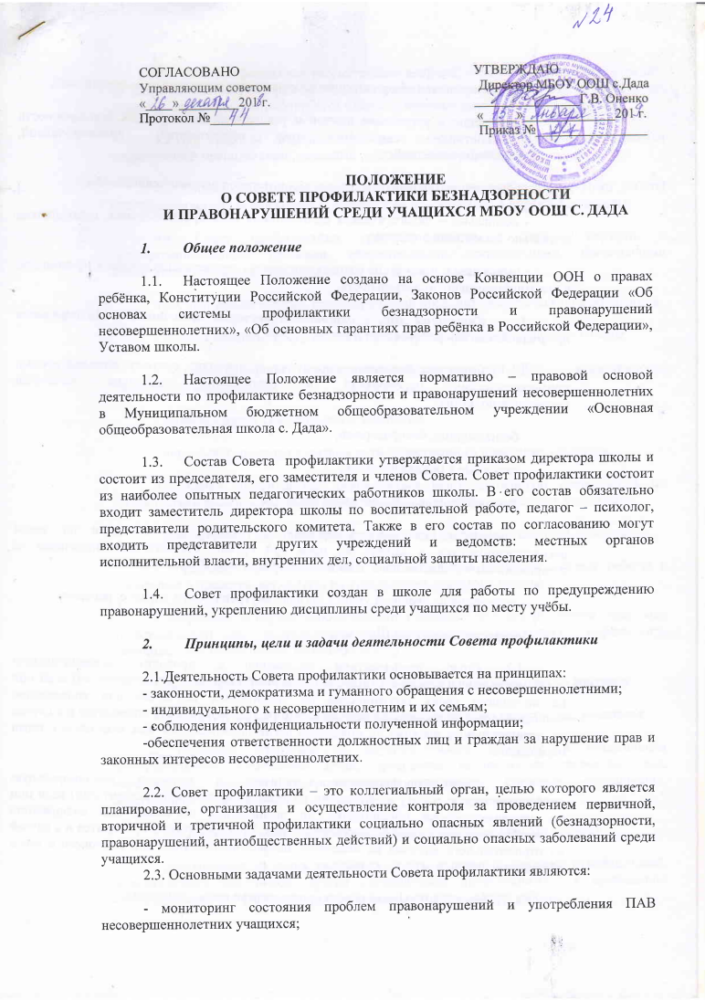 №24
СОГЛАСОВАНО
Управляющим советом
« 26 » декабря 2018г.
Протокол № 44
УТВЕРЖДАЮ
Директор МБОУ ООШ с.Дада
Г.В. Оненко
« 15 » января 2019г.
Приказ №
ПОЛОЖЕНИЕ
О СОВЕТЕ ПРОФИЛАКТИКИ БЕЗНАДЗОРНОСТИ
И ПРАВОНАРУШЕНИЙ СРЕДИ УЧАЩИХСЯ МБОУ ООШ С. ДАДА
1. Общее положение
1.1. Настоящее Положение создано на основе Конвенции ООН о правах
ребёнка, Конституции Российской Федерации, Законов Российской Федерации «Об
основах системы профилактики безнадзорности и правонарушений
несовершеннолетних», «Об основных гарантиях прав ребёнка в Российской Федерации»,
Уставом школы.
1.2. Настоящее Положение является нормативно – правовой основой
деятельности по профилактике безнадзорности и правонарушений несовершеннолетних
в Муниципальном бюджетном общеобразовательном учреждении «Основная
общеобразовательная школа с. Дада».
1.3. Состав Совета профилактики утверждается приказом директора школы и
состоит из председателя, его заместителя и членов Совета. Совет профилактики состоит
из наиболее опытных педагогических работников школы. В его состав обязательно
входит заместитель директора школы по воспитательной работе, педагог – психолог,
представители родительского комитета. Также в его состав по согласованию могут
входить представители других учреждений и ведомств: местных органов
исполнительной власти, внутренних дел, социальной защиты населения.
1.4. Совет профилактики создан в школе для работы по предупреждению
правонарушений, укреплению дисциплины среди учащихся по месту учёбы.
2. Принципы, цели и задачи деятельности Совета профилактики
2.1.Деятельность Совета профилактики основывается на принципах:
- законности, демократизма и гуманного обращения с несовершеннолетними;
- индивидуального к несовершеннолетним и их семьям;
- соблюдения конфиденциальности полученной информации;
-обеспечения ответственности должностных лиц и граждан за нарушение прав и
законных интересов несовершеннолетних.
2.2. Совет профилактики – это коллегиальный орган, целью которого является
планирование, организация и осуществление контроля за проведением первичной,
вторичной и третичной профилактики социально опасных явлений (безнадзорности,
правонарушений, антиобщественных действий) и социально опасных заболеваний среди
учащихся.
2.3. Основными задачами деятельности Совета профилактики являются:
- мониторинг состояния проблем правонарушений и употребления ПАВ
несовершеннолетних учащихся;